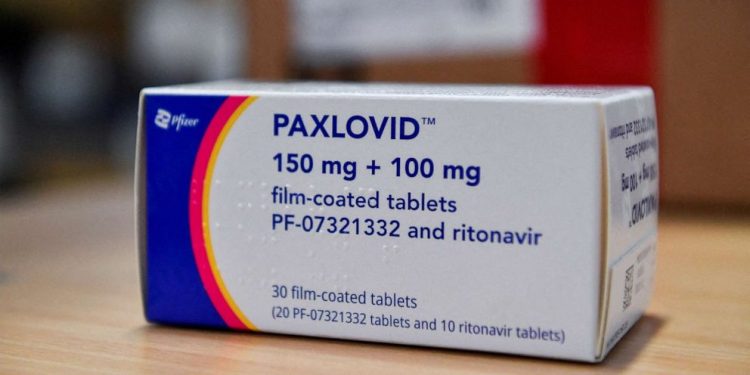 Pfizer
PAXLOVID™
150 mg + 100 mg
film-coated tablets
PF-07321332 and ritonavir
30 film-coated tablets
(20 PF-07321332 tablets and 10 ritonavir tablets)